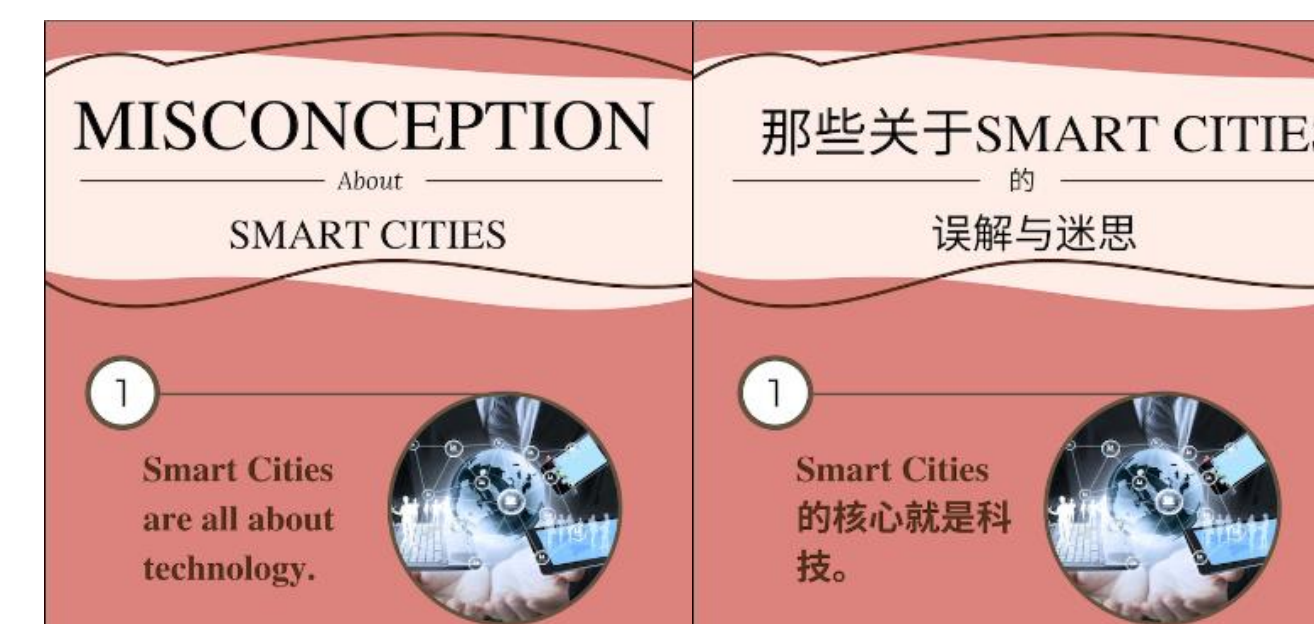 MISCONCEPTION
About
SMART CITIES
1
Smart Cities
are all about
technology.
那些关于SMART CITIES
的
误解与迷思
1
Smart Cities
的核心就是科
技。